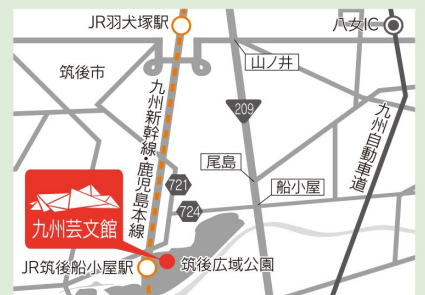 JR羽犬塚駅
八女IC
山ノ井
筑後市
209
九州新幹線・鹿児島本線
九州自動車道
尾島
721
船小屋
724
九州芸文館
JR筑後船小屋駅
筑後広域公園